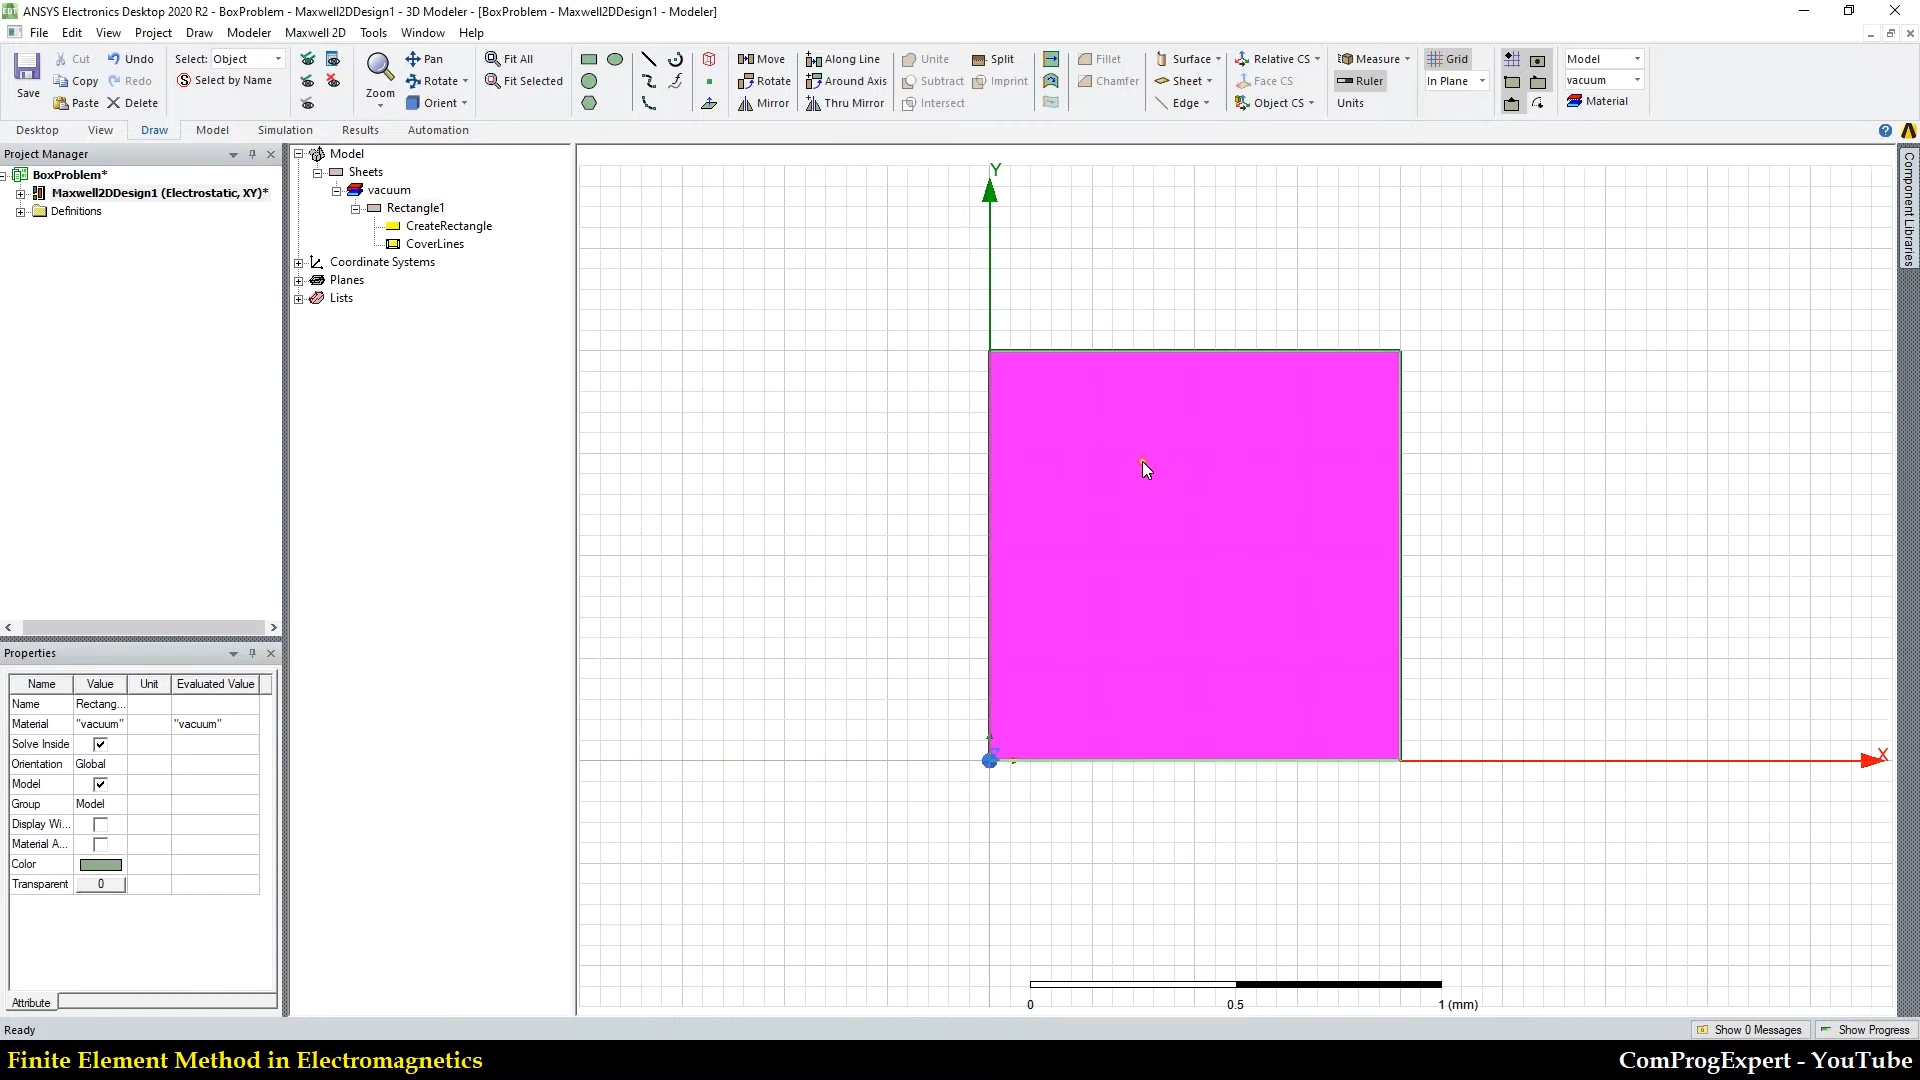 ANSYS Electronics Desktop 2020 R2 - BoxProblem - Maxwell2DDesign1 - 3D Modeler - [BoxProblem - Maxwell2DDesign1 - Modeler]
File Edit View Project Draw Modeler Maxwell 2D Tools Window Help
Save
Cut Undo
Copy Redo
Paste Delete
Select: Object
Select by Name
Zoom
Pan
Rotate
Orient
Fit All
Fit Selected
Move Along Line
Rotate Around Axis
Mirror Thru Mirror
Unite Split
Subtract Imprint
Intersect
Fillet
Chamfer
Surface
Sheet
Edge
Relative CS
Face CS
Object CS
Measure
Ruler
Units
Grid
In Plane
Model
vacuum
Material
Desktop View Draw Model Simulation Results Automation
Project Manager
BoxProblem*
Maxwell2DDesign1 (Electrostatic, XY)*
Definitions
Model
Sheets
vacuum
Rectangle1
CreateRectangle
CoverLines
Coordinate Systems
Planes
Lists
Component Libraries
Y
X
Z
0 0.5 1 (mm)
Properties
Name Value Unit Evaluated Value
Name Rectang...
Material "vacuum" "vacuum"
Solve Inside
Orientation Global
Model
Group Model
Display Wi...
Material A...
Color
Transparent 0
Attribute
Ready
Show 0 Messages Show Progress
Finite Element Method in Electromagnetics
ComProgExpert - YouTube